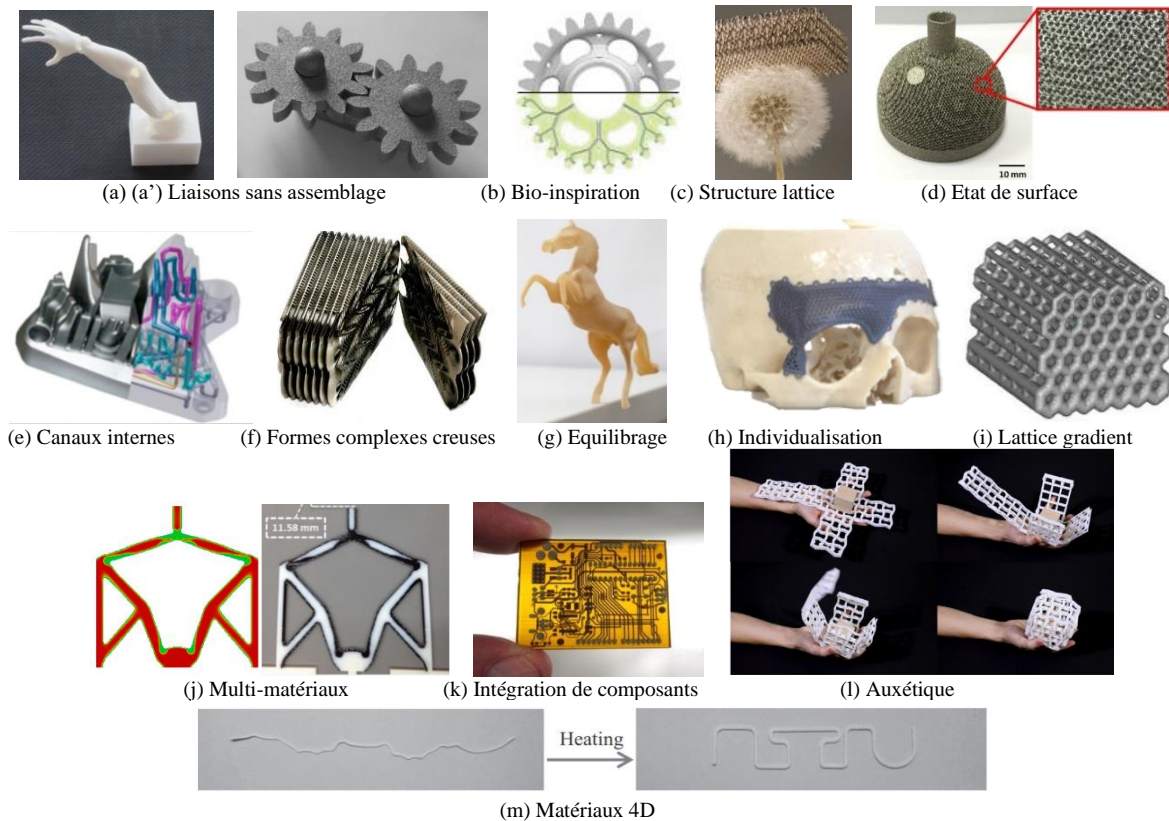 10 mm
(a) (a') Liaisons sans assemblage (b) Bio-inspiration (c) Structure lattice (d) Etat de surface
(e) Canaux internes (f) Formes complexes creuses (g) Equilibrage (h) Individualisation (i) Lattice gradient
11.58 mm
(j) Multi-matériaux (k) Intégration de composants (l) Auxétique
Heating
(m) Matériaux 4D